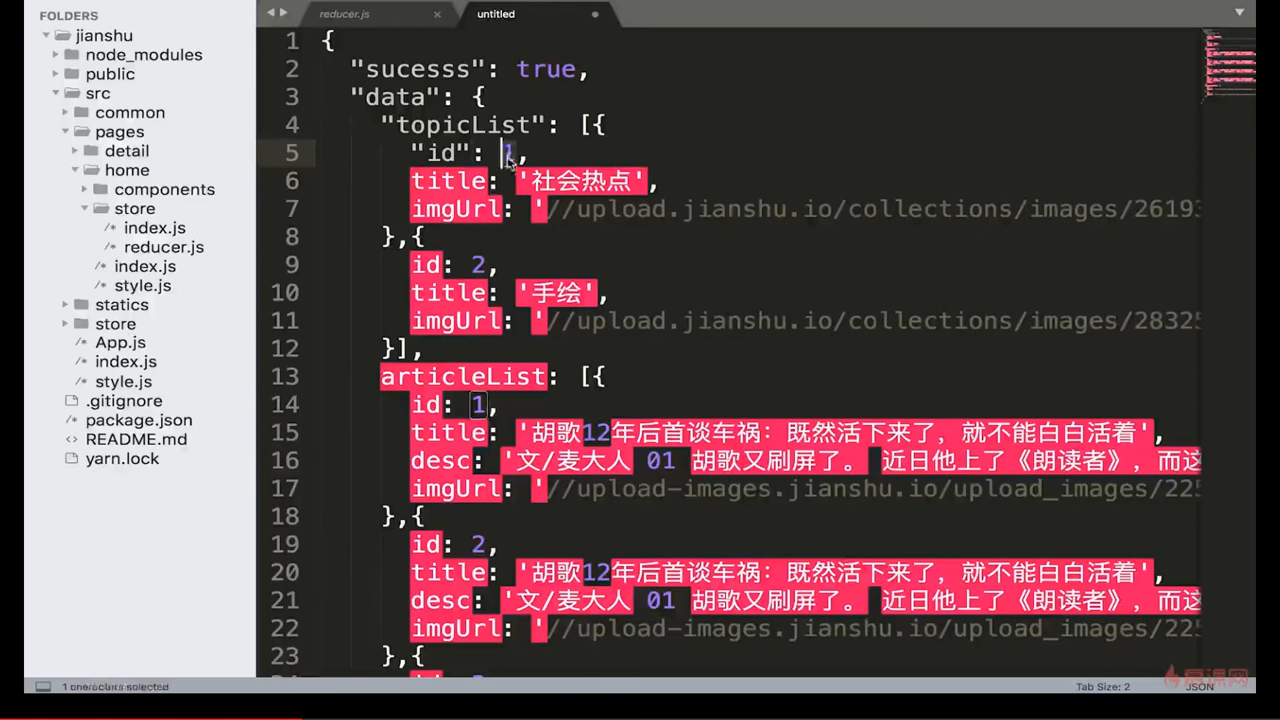 FOLDERS
jianshu
node_modules
public
src
common
pages
detail
home
components
store
index.js
reducer.js
index.js
style.js
statics
store
App.js
index.js
style.js
.gitignore
package.json
README.md
yarn.lock
reducer.js
untitled
1 {
2 "sucesss": true,
3 "data": {
4 "topicList": [{
5 "id": 1,
6 title: '社会热点',
7 imgUrl: '//upload.jianshu.io/collections/images/26193
8 },{
9 id: 2,
10 title: '手绘',
11 imgUrl: '//upload.jianshu.io/collections/images/28325
12 }],
13 articleList: [{
14 id: 1,
15 title: '胡歌12年后首谈车祸：既然活下来了，就不能白白活着',
16 desc: '文/麦大人 01 胡歌又刷屏了。 近日他上了《朗读者》，而这
17 imgUrl: '//upload-images.jianshu.io/upload_images/225
18 },{
19 id: 2,
20 title: '胡歌12年后首谈车祸：既然活下来了，就不能白白活着',
21 desc: '文/麦大人 01 胡歌又刷屏了。 近日他上了《朗读者》，而这
22 imgUrl: '//upload-images.jianshu.io/upload_images/225
23 },{
慕课网
Tab Size: 2
JSON